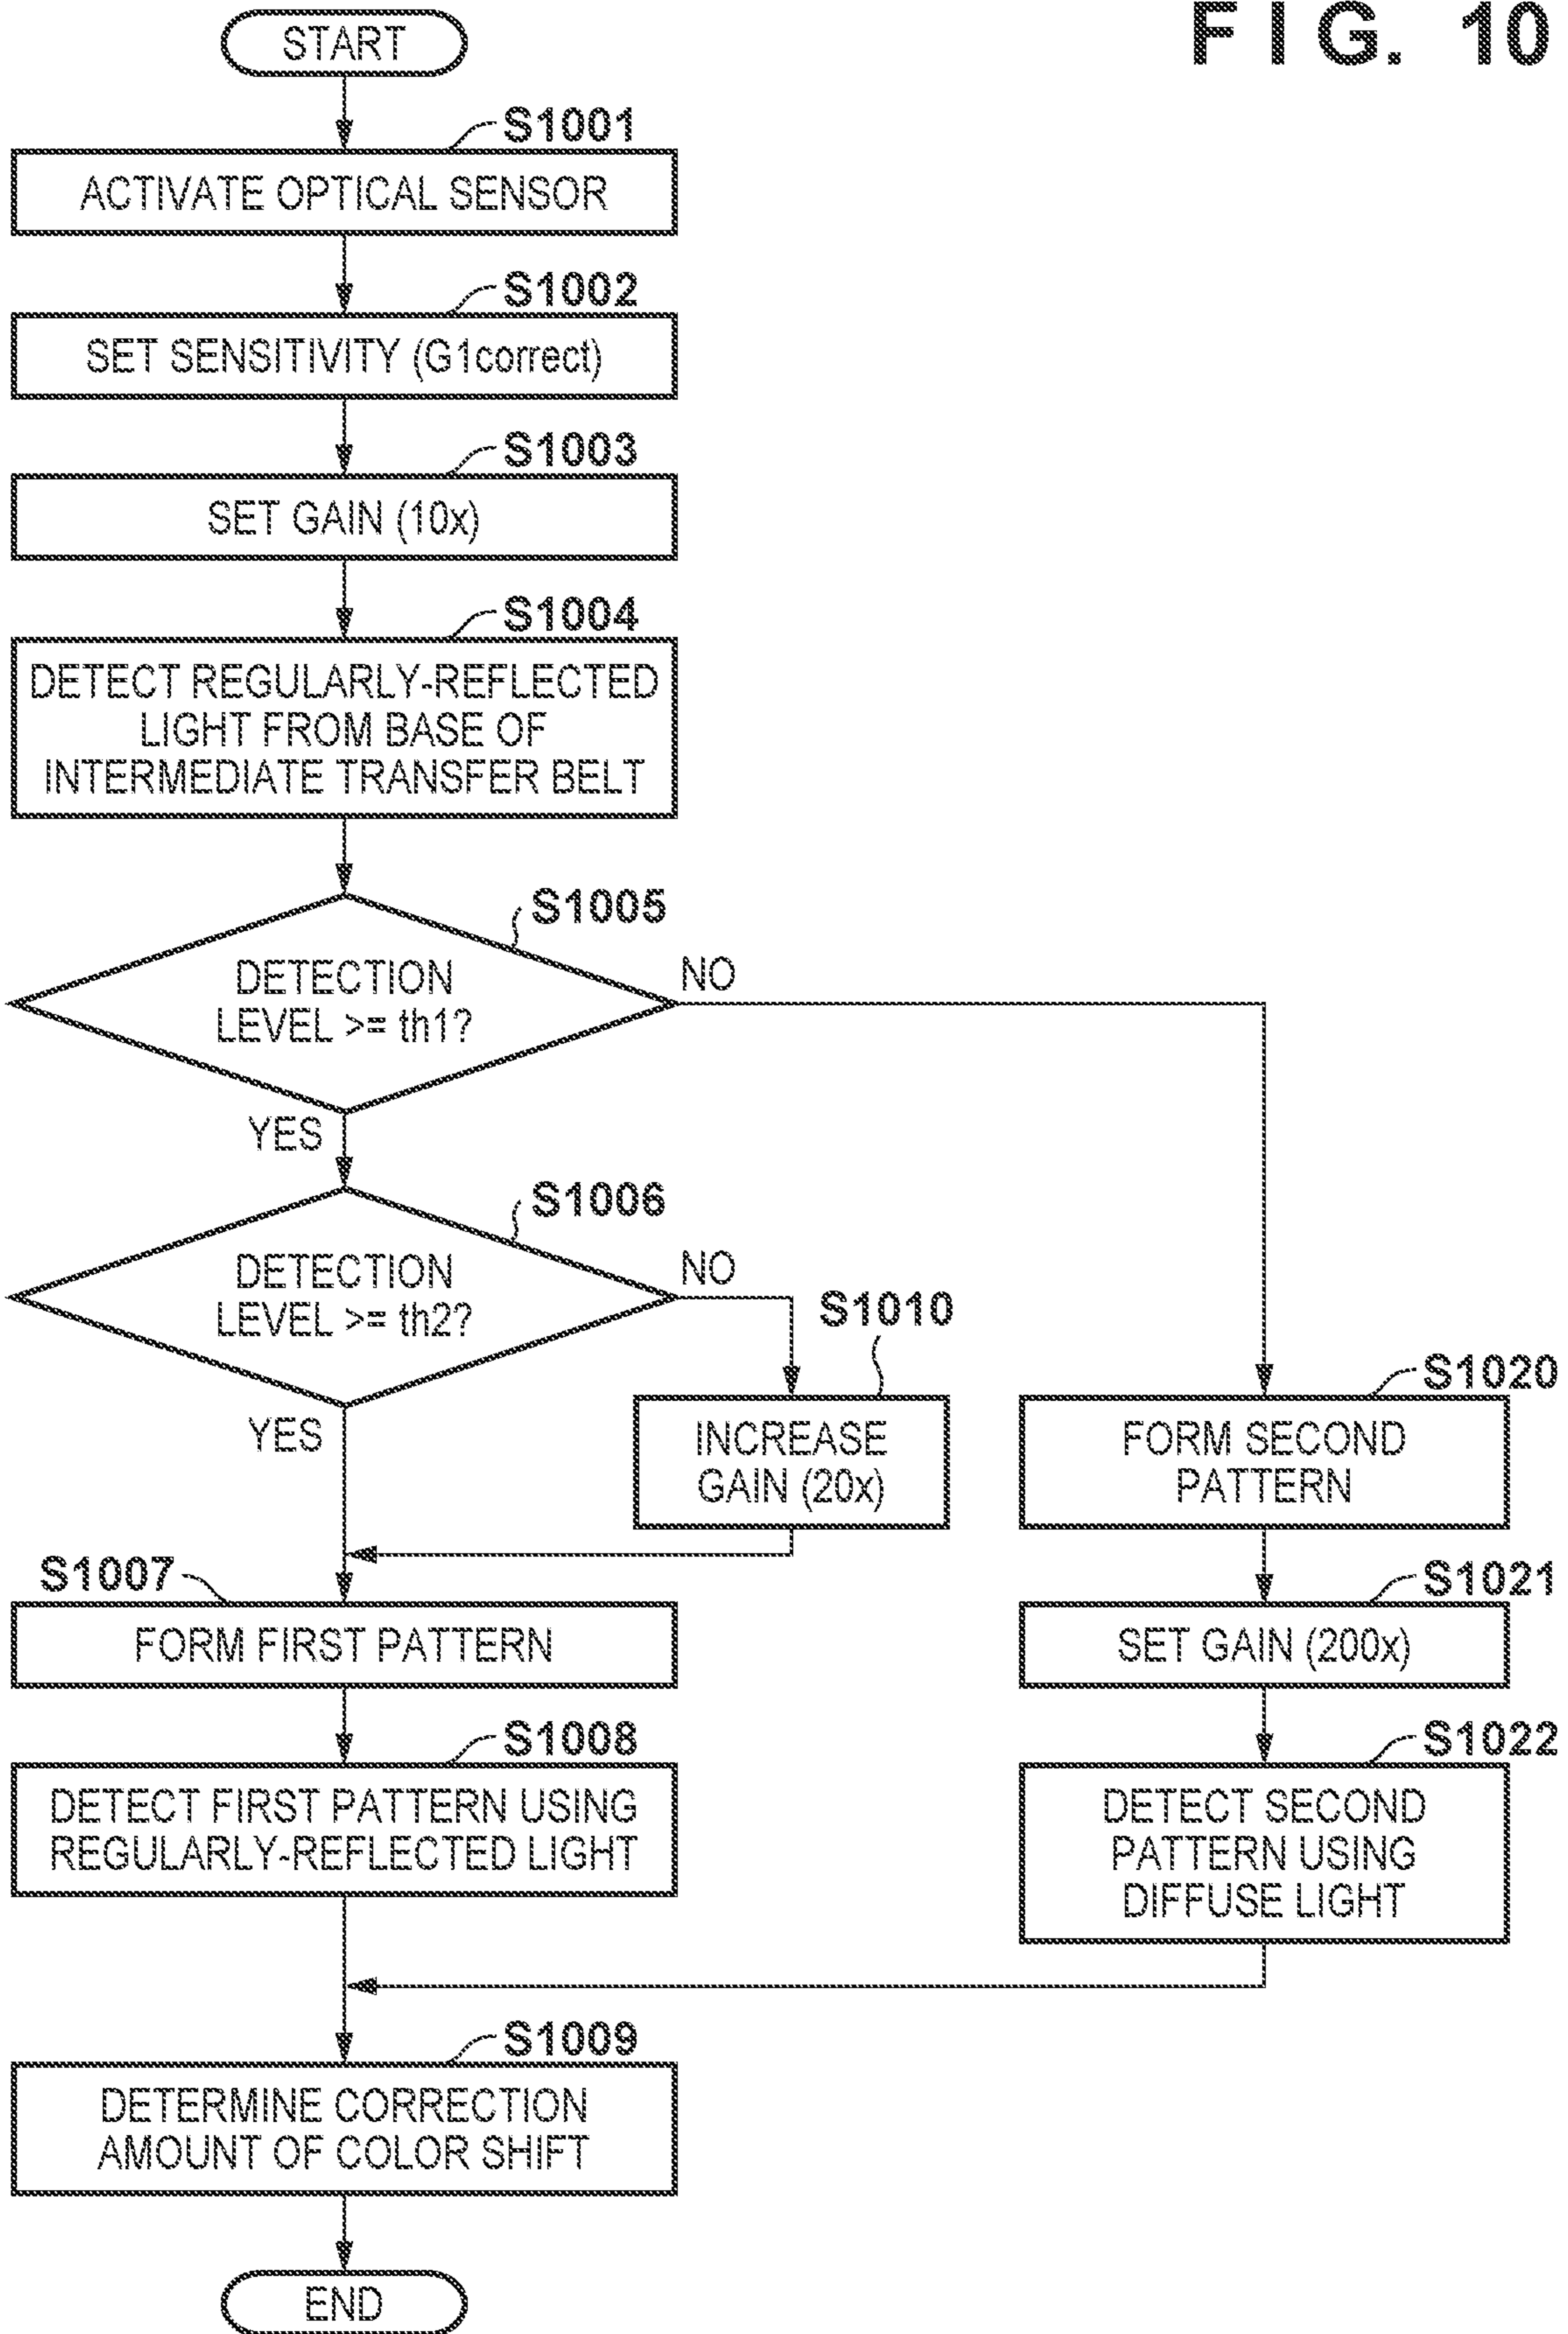 FIG. 10
START
S1001
ACTIVATE OPTICAL SENSOR
S1002
SET SENSITIVITY (G1correct)
S1003
SET GAIN (10x)
S1004
DETECT REGULARLY-REFLECTED
LIGHT FROM BASE OF
INTERMEDIATE TRANSFER BELT
S1005
DETECTION
LEVEL >= th1?
NO
YES
S1006
DETECTION
LEVEL >= th2?
NO
YES
S1010
INCREASE
GAIN (20x)
S1020
FORM SECOND
PATTERN
S1007
FORM FIRST PATTERN
S1021
SET GAIN (200x)
S1008
DETECT FIRST PATTERN USING
REGULARLY-REFLECTED LIGHT
S1022
DETECT SECOND
PATTERN USING
DIFFUSE LIGHT
S1009
DETERMINE CORRECTION
AMOUNT OF COLOR SHIFT
END